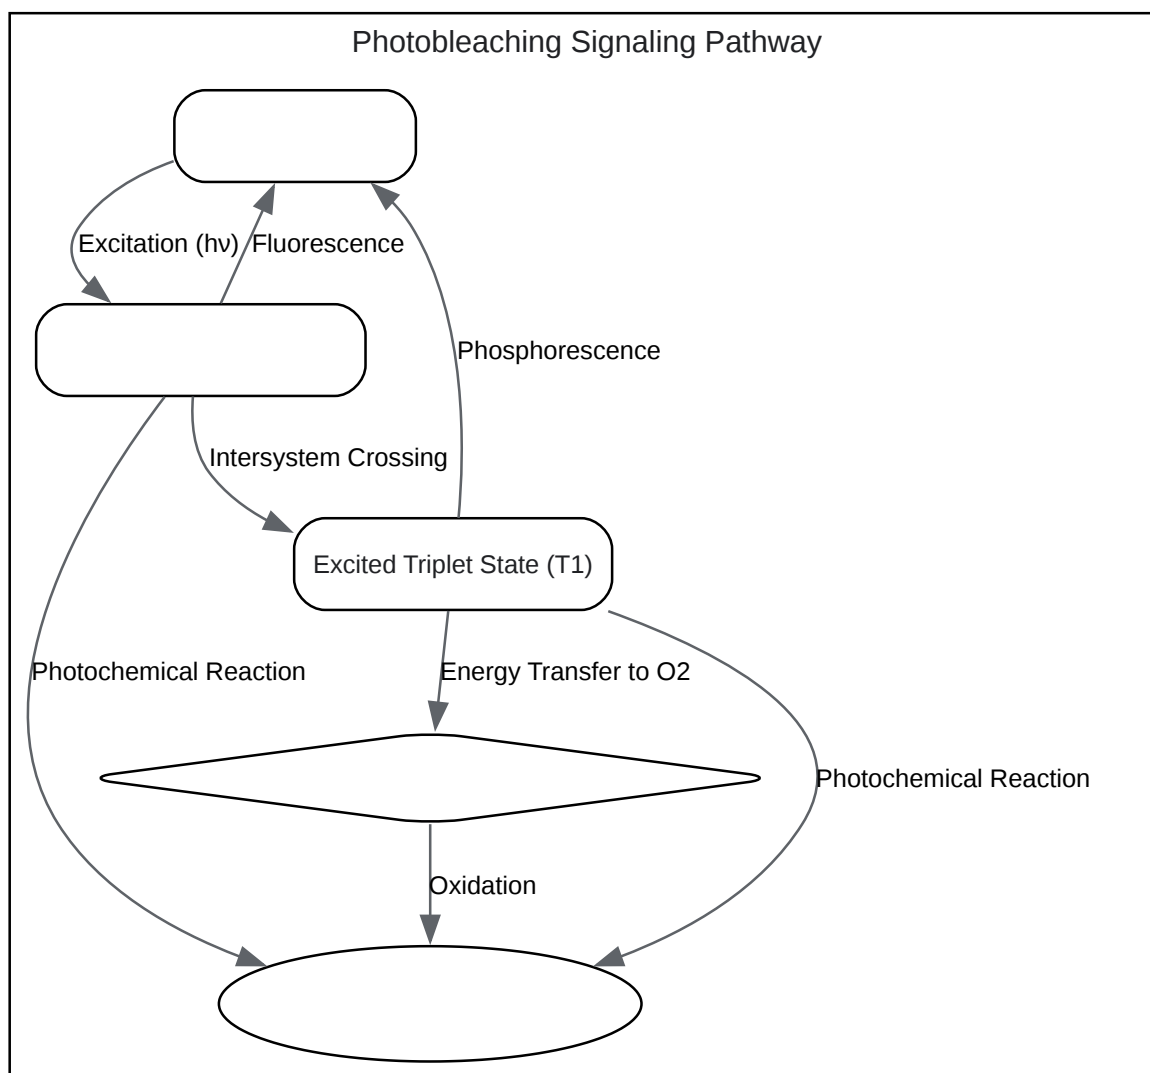 Photobleaching Signaling Pathway
Excitation (hν)
Fluorescence
Phosphorescence
Intersystem Crossing
Excited Triplet State (T1)
Photochemical Reaction
Energy Transfer to O2
Photochemical Reaction
Oxidation